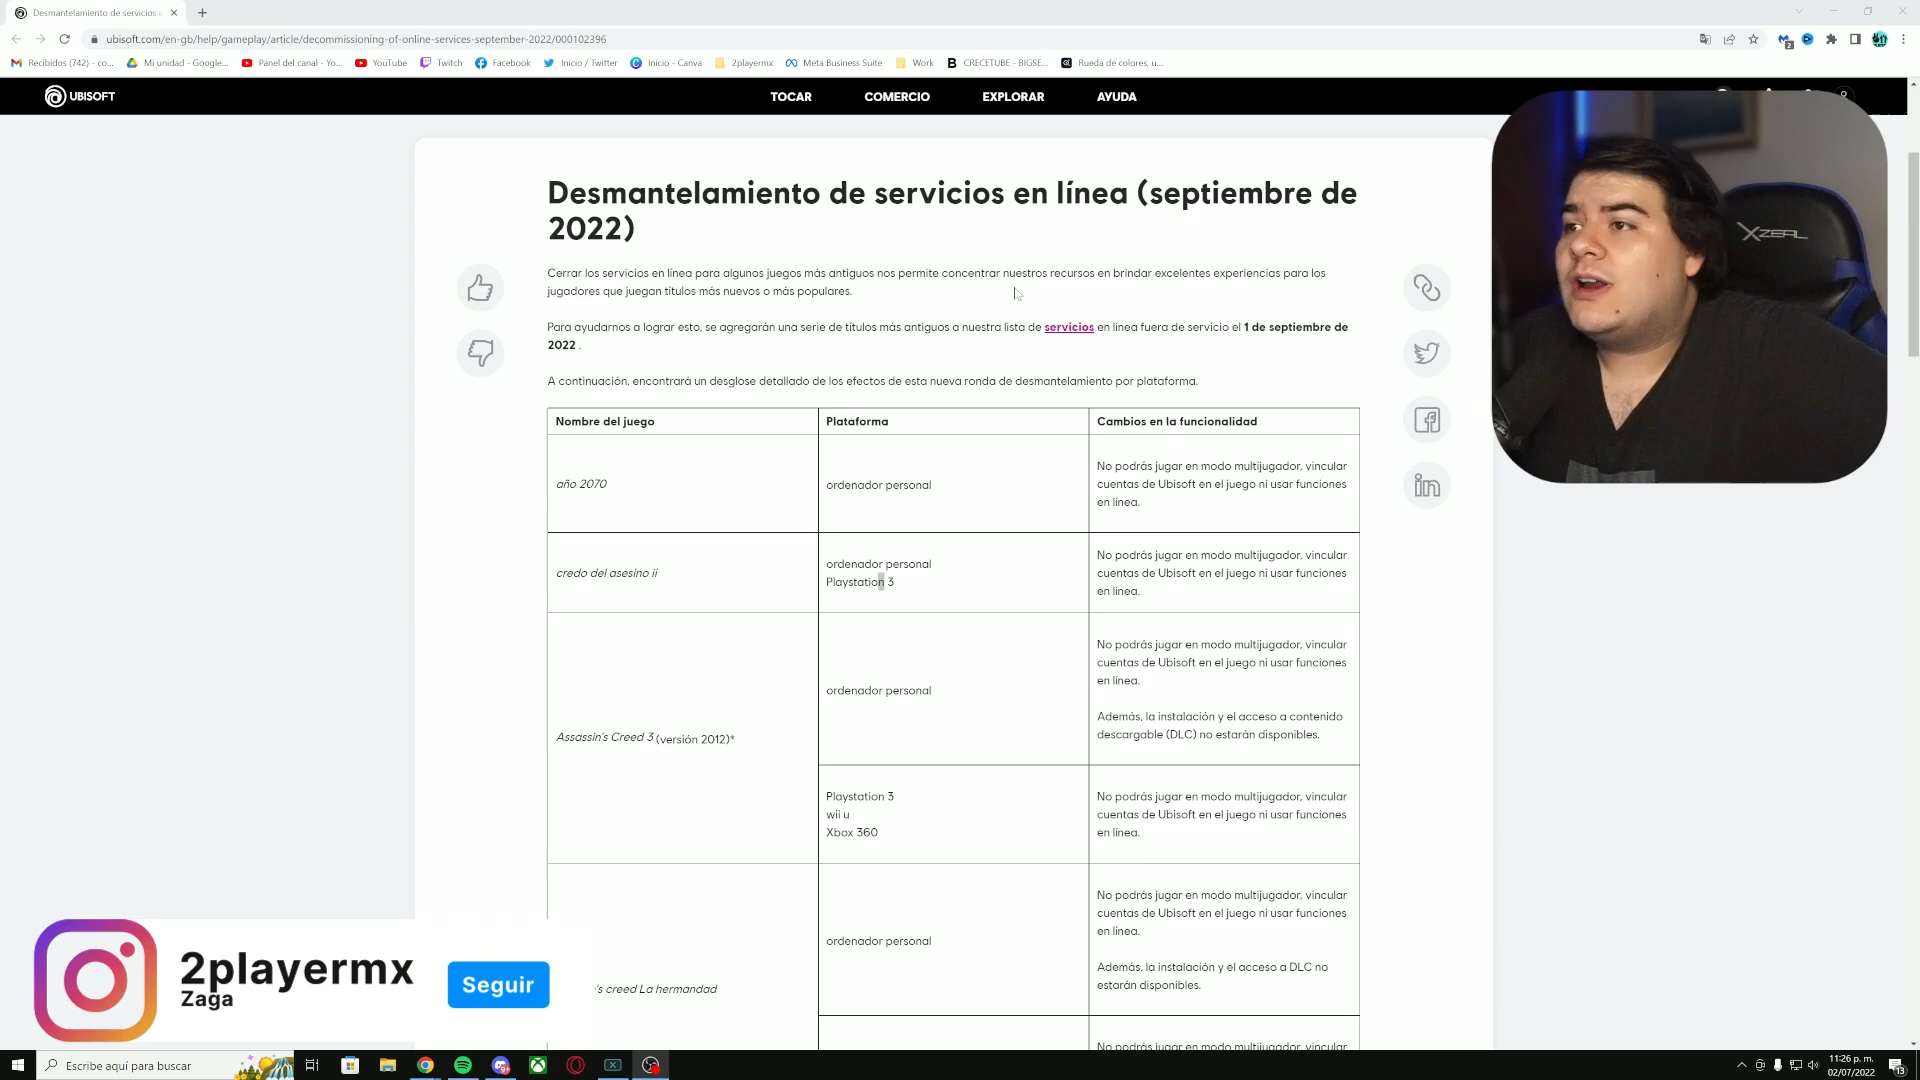 Desmantelamiento de servicios e
ubisoft.com/en-gb/help/gameplay/article/decommissioning-of-online-services-september-2022/000102396
Recibidos (742) - co... Mi unidad - Google... Panel del canal - Yo... YouTube Twitch Facebook Inicio / Twitter Inicio - Canva 2playermx Meta Business Suite Work CRECETUBE - BIGSE... Rueda de colores, u...
UBISOFT TOCAR COMERCIO EXPLORAR AYUDA
XZEAL
Desmantelamiento de servicios en línea (septiembre de
2022)
Cerrar los servicios en línea para algunos juegos más antiguos nos permite concentrar nuestros recursos en brindar excelentes experiencias para los
jugadores que juegan títulos más nuevos o más populares.
Para ayudarnos a lograr esto, se agregarán una serie de títulos más antiguos a nuestra lista de servicios en línea fuera de servicio el 1 de septiembre de
2022 .
A continuación, encontrará un desglose detallado de los efectos de esta nueva ronda de desmantelamiento por plataforma.
Nombre del juego Plataforma Cambios en la funcionalidad
año 2070
ordenador personal
No podrás jugar en modo multijugador, vincular
cuentas de Ubisoft en el juego ni usar funciones
en línea.
credo del asesino ii
ordenador personal
Playstation 3
No podrás jugar en modo multijugador, vincular
cuentas de Ubisoft en el juego ni usar funciones
en línea.
Assassin's Creed 3 (versión 2012)*
ordenador personal
No podrás jugar en modo multijugador, vincular
cuentas de Ubisoft en el juego ni usar funciones
en línea.
Además, la instalación y el acceso a contenido
descargable (DLC) no estarán disponibles.
Playstation 3
wii u
Xbox 360
No podrás jugar en modo multijugador, vincular
cuentas de Ubisoft en el juego ni usar funciones
en línea.
's creed La hermandad
ordenador personal
No podrás jugar en modo multijugador, vincular
cuentas de Ubisoft en el juego ni usar funciones
en línea.
Además, la instalación y el acceso a DLC no
estarán disponibles.
No podrás jugar en modo multijugador, vincular
2playermx
Zaga
Seguir
Escribe aquí para buscar
11:26 p. m.
02/07/2022
13